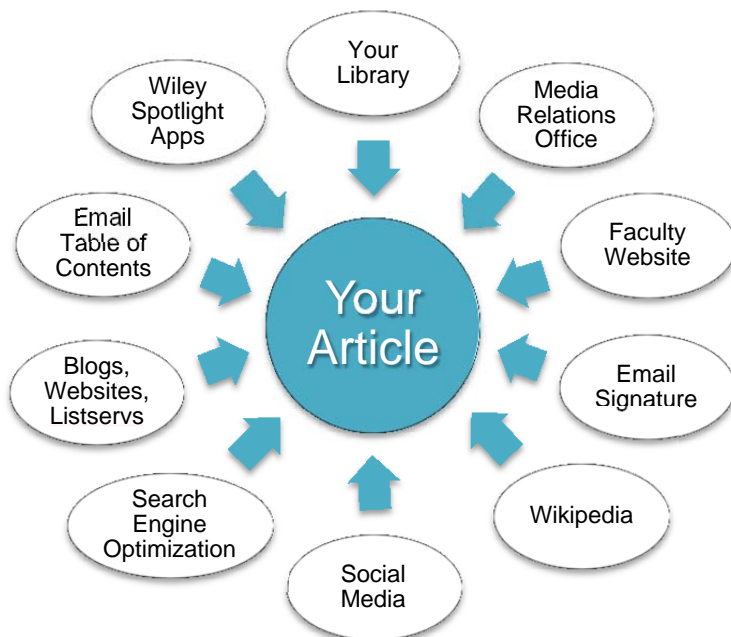 Your
Library
Media
Relations
Office
Faculty
Website
Email
Signature
Wikipedia
Social
Media
Search
Engine
Optimization
Blogs,
Websites,
Listservs
Email
Table of
Contents
Wiley
Spotlight
Apps
Your
Article